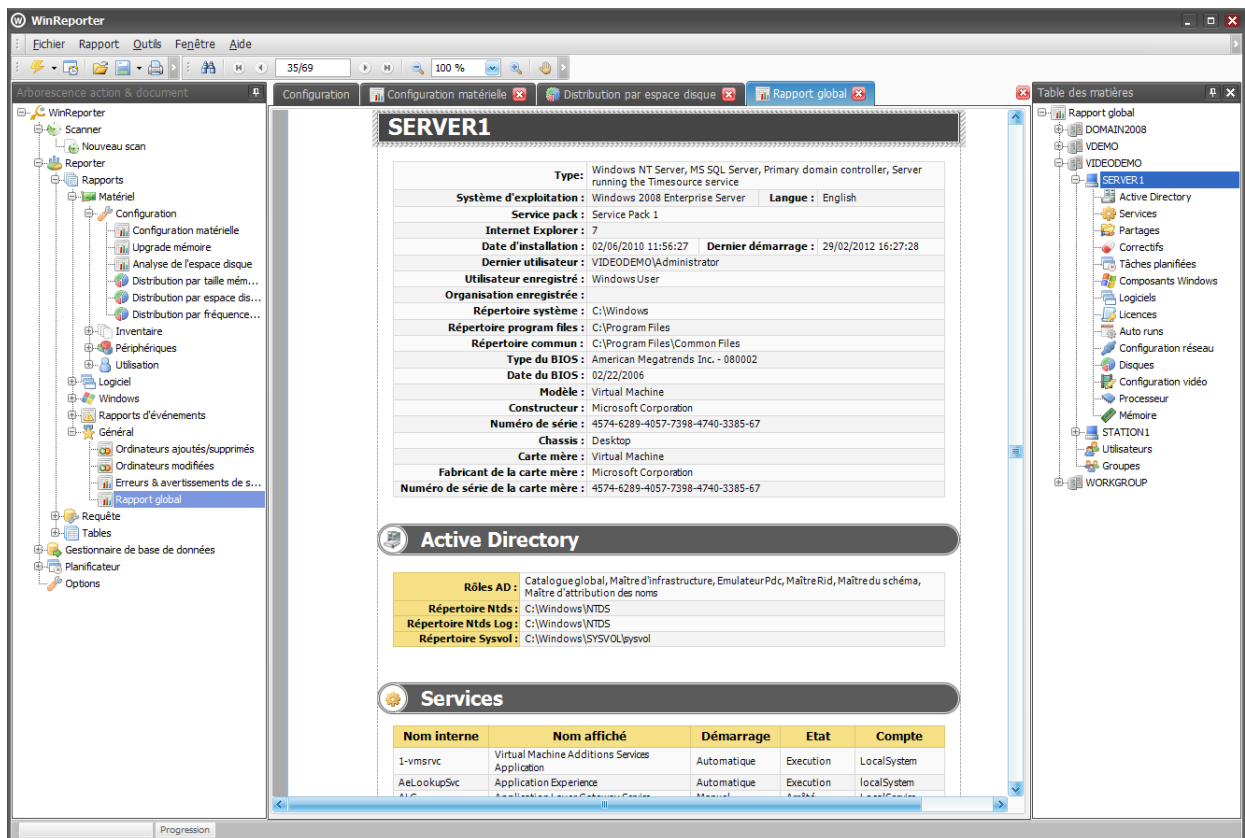 WinReporter
Fichier Rapport Outils Fenêtre Aide
35/69
100 %
Arborescence action & document
WinReporter
Scanner
Nouveau scan
Reporter
Rapports
Matériel
Configuration
Configuration matérielle
Upgrade mémoire
Analyse de l'espace disque
Distribution par taille mém...
Distribution par espace dis...
Distribution par fréquence...
Inventaire
Périphériques
Utilisation
Logiciel
Windows
Rapports d'événements
Général
Ordinateurs ajoutés/supprimés
Ordinateurs modifiées
Erreurs & avertissements de s...
Rapport global
Requête
Tables
Gestionnaire de base de données
Planificateur
Options
Configuration
Configuration matérielle
Distribution par espace disque
Rapport global
SERVER1
Type: Windows NT Server, MS SQL Server, Primary domain controller, Server
running the Timesource service
Système d'exploitation : Windows 2008 Enterprise Server Langue : English
Service pack : Service Pack 1
Internet Explorer : 7
Date d'installation : 02/06/2010 11:56:27 Dernier démarrage : 29/02/2012 16:27:28
Dernier utilisateur : VIDEODEMO\Administrator
Utilisateur enregistré : Windows User
Organisation enregistrée :
Répertoire système : C:\Windows
Répertoire program files : C:\Program Files
Répertoire commun : C:\Program Files\Common Files
Type du BIOS : American Megatrends Inc. - 080002
Date du BIOS : 02/22/2006
Modèle : Virtual Machine
Constructeur : Microsoft Corporation
Numéro de série : 4574-6289-4057-7398-4740-3385-67
Chassis : Desktop
Carte mère : Virtual Machine
Fabricant de la carte mère : Microsoft Corporation
Numéro de série de la carte mère : 4574-6289-4057-7398-4740-3385-67
Active Directory
Rôles AD : Catalogue global, Maître d'infrastructure, Emulateur Pdc, Maître Rid, Maître du schéma,
Maître d'attribution des noms
Répertoire Ntds : C:\Windows\NTDS
Répertoire Ntds Log : C:\Windows\NTDS
Répertoire Sysvol : C:\Windows\SYSVOL\sysvol
Services
Nom interne Nom affiché Démarrage Etat Compte
1-vmsrvc Virtual Machine Additions Services Application Automatique Execution LocalSystem
AeLookupSvc Application Experience Automatique Execution localSystem
Table des matières
Rapport global
DOMAIN2008
VDEMO
VIDEODEMO
SERVER1
Active Directory
Services
Partages
Correctifs
Tâches planifiées
Composants Windows
Logiciels
Licences
Auto runs
Configuration réseau
Disques
Configuration vidéo
Processeur
Mémoire
STATION1
Utilisateurs
Groupes
WORKGROUP
Progression